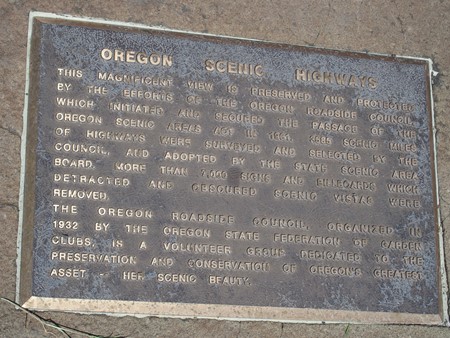 OREGON SCENIC HIGHWAYS
THIS MAGNIFICENT VIEW IS PRESERVED AND PROTECTED
BY THE EFFORTS OF THE OREGON ROADSIDE COUNCIL,
WHICH INITIATED AND SECURED THE PASSAGE OF THE
OREGON SCENIC AREAS ACT IN SCENIC MILES
OF HIGHWAYS WERE SURVEYED AND SELECTED BY THE
COUNCIL, AND ADOPTED BY THE STATE SCENIC AREA
BOARD. MORE THAN SIGNS AND BILLBOARDS WHICH
DETRACTED AND OBSCURED SCENIC VISTAS WERE
REMOVED.
THE OREGON ROADSIDE COUNCIL, ORGANIZED IN
1932 BY THE OREGON STATE FEDERATION OF GARDEN
CLUBS, IS A VOLUNTEER GROUP DEDICATED TO THE
PRESERVATION AND CONSERVATION OF OREGON'S GREATEST
ASSET - HER SCENIC BEAUTY.